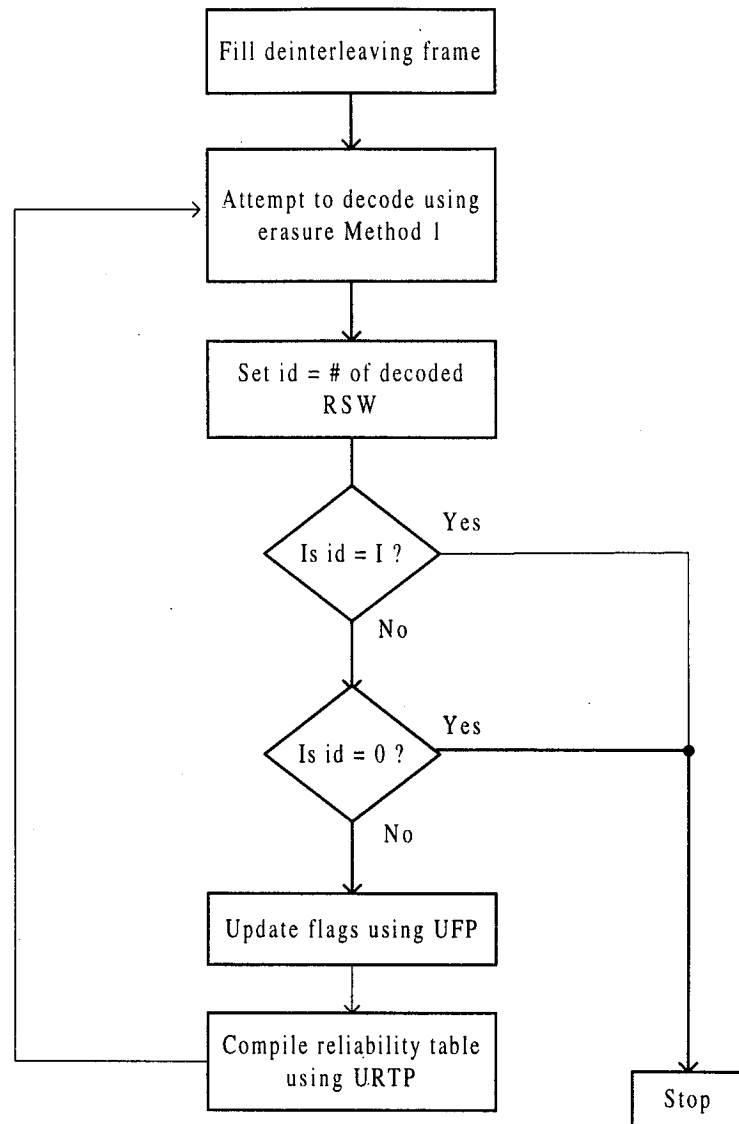 Fill deinterleaving frame
Attempt to decode using
erasure Method 1
Set id = # of decoded
RSW
Is id = I ?
Yes
No
Is id = 0 ?
Yes
No
Update flags using UFP
Compile reliability table
using URTP
Stop